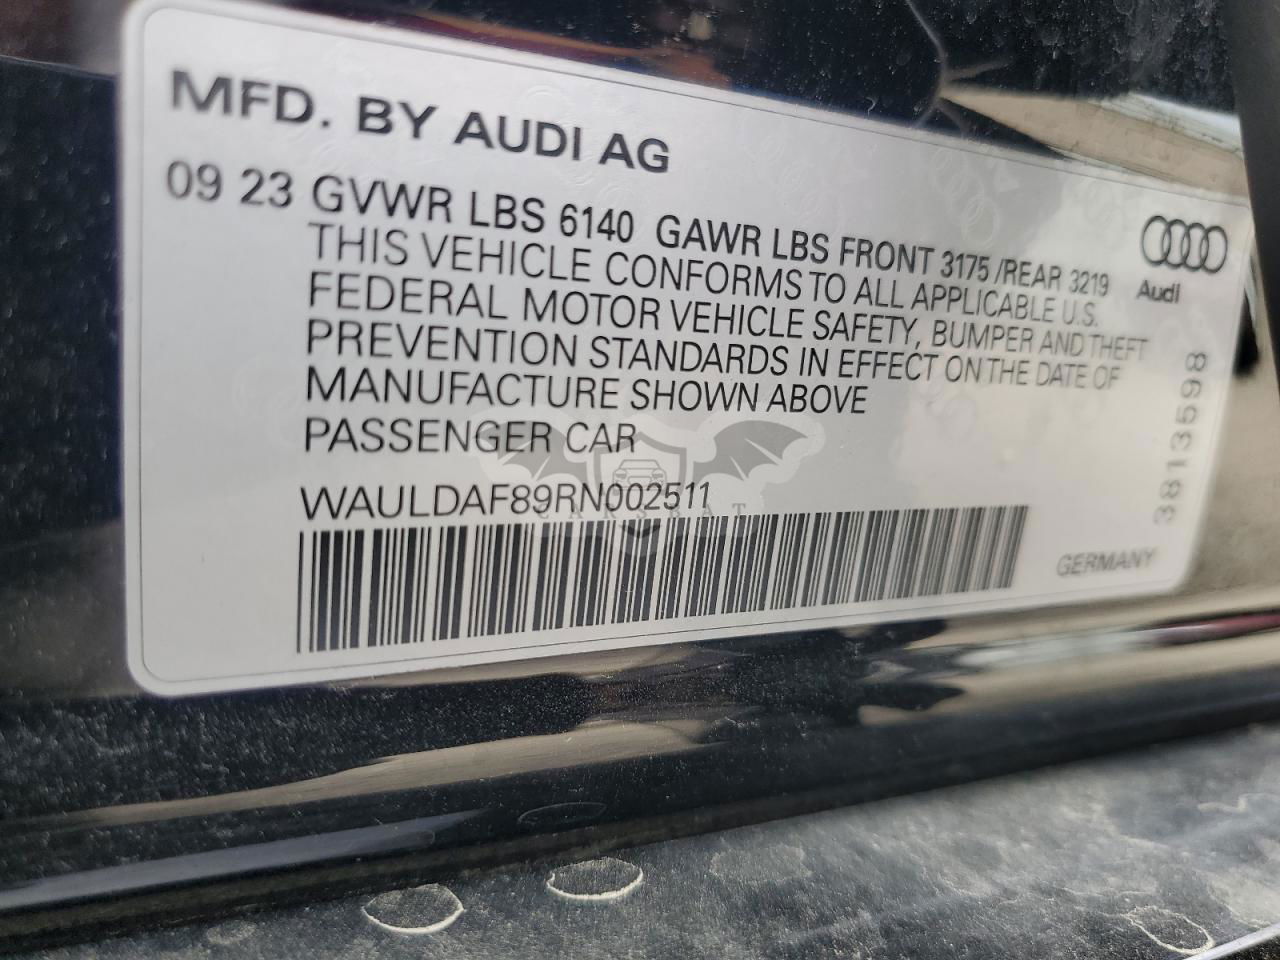 MFD. BY AUDI AG
09 23 GVWR LBS 6140 GAWR LBS FRONT 3175 /REAR 3219
THIS VEHICLE CONFORMS TO ALL APPLICABLE U.S.
FEDERAL MOTOR VEHICLE SAFETY, BUMPER AND THEFT
PREVENTION STANDARDS IN EFFECT ON THE DATE OF
MANUFACTURE SHOWN ABOVE
PASSENGER CAR
WAULDAF89RN002511
CARSBAT
Audi
GERMANY
3813598